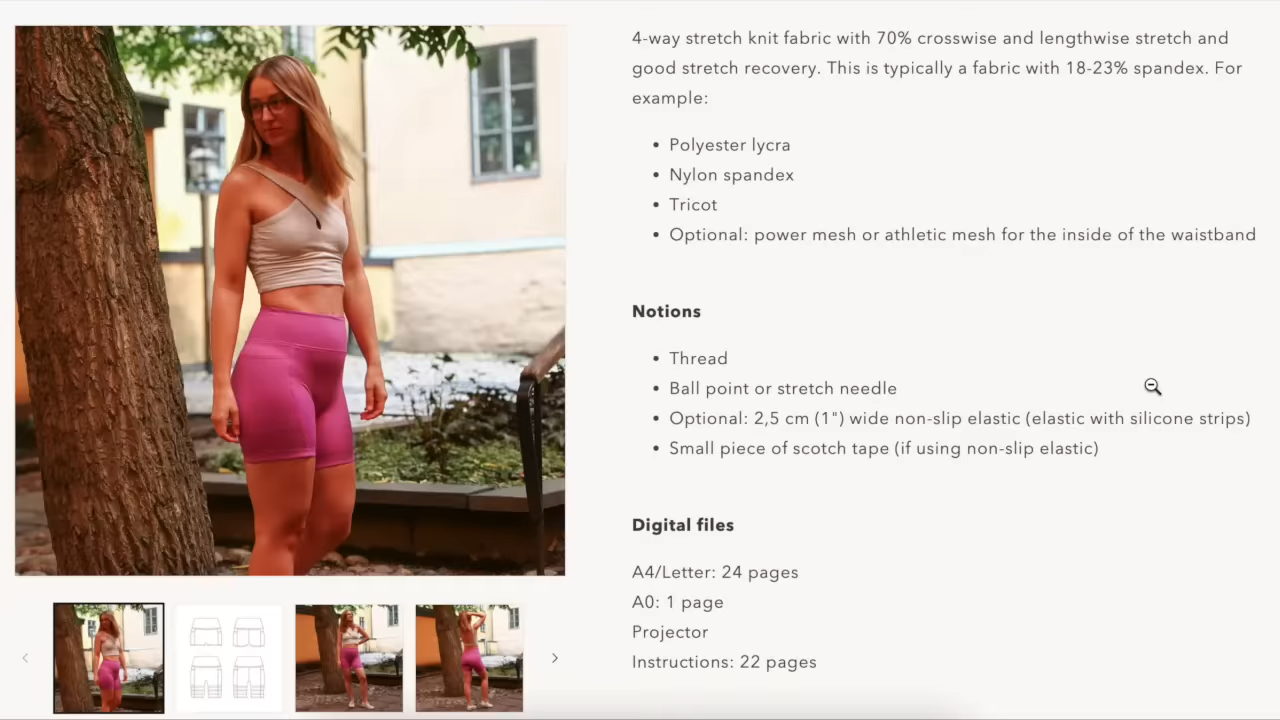 4-way stretch knit fabric with 70% crosswise and lengthwise stretch and
good stretch recovery. This is typically a fabric with 18-23% spandex. For
example:
• Polyester lycra
• Nylon spandex
• Tricot
• Optional: power mesh or athletic mesh for the inside of the waistband
Notions
• Thread
• Ball point or stretch needle
• Optional: 2,5 cm (1") wide non-slip elastic (elastic with silicone strips)
• Small piece of scotch tape (if using non-slip elastic)
Digital files
A4/Letter: 24 pages
A0: 1 page
Projector
Instructions: 22 pages